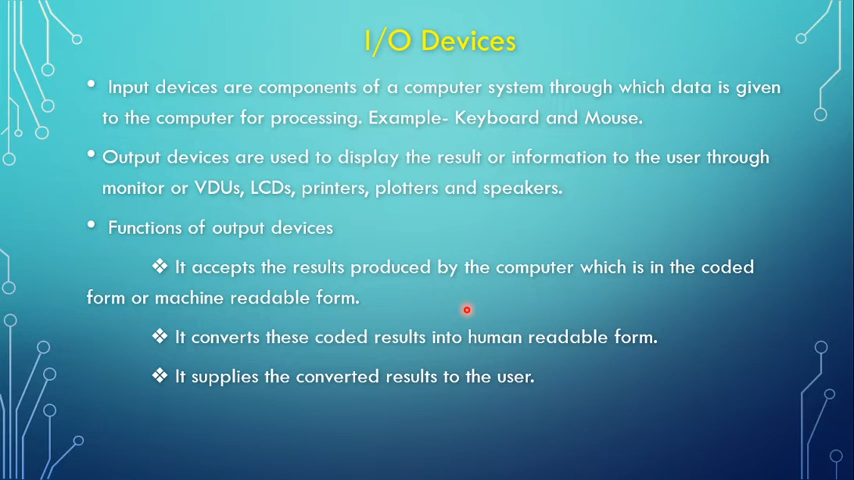 I/O Devices
• Input devices are components of a computer system through which data is given
to the computer for processing. Example- Keyboard and Mouse.
• Output devices are used to display the result or information to the user through
monitor or VDUs, LCDs, printers, plotters and speakers.
• Functions of output devices
❖ It accepts the results produced by the computer which is in the coded
form or machine readable form.
❖ It converts these coded results into human readable form.
❖ It supplies the converted results to the user.